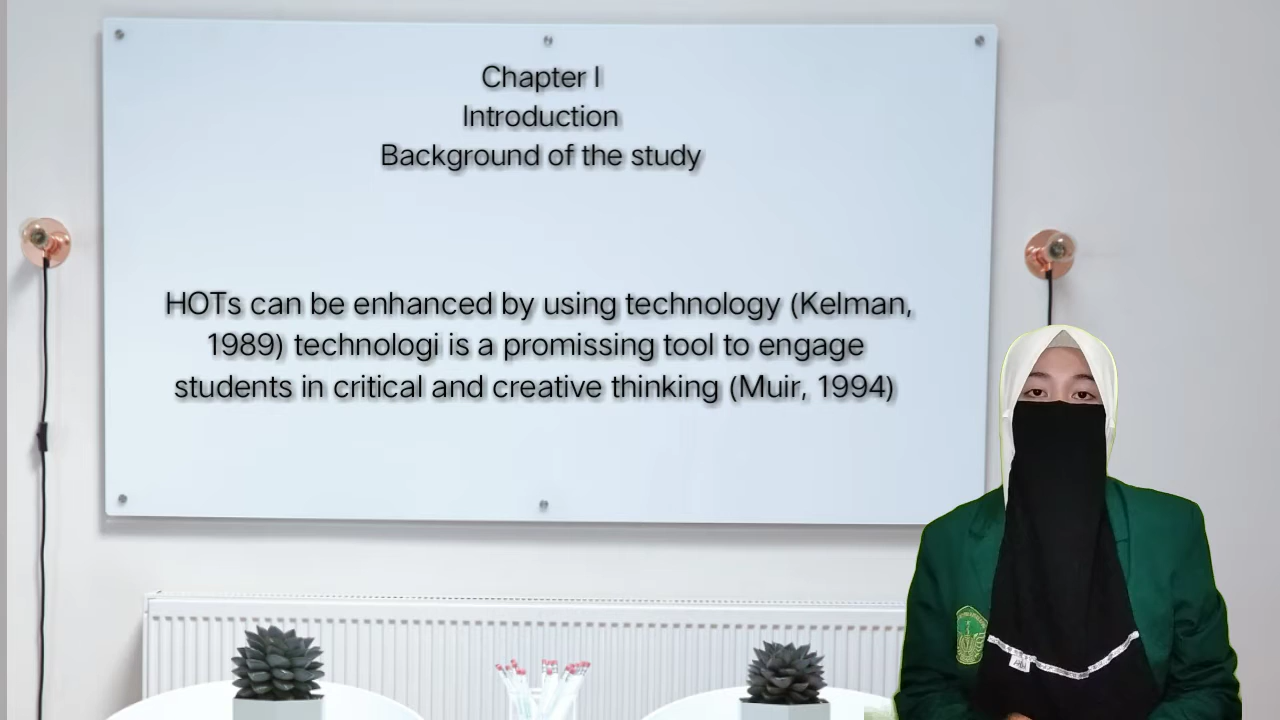 Chapter I
Introduction
Background of the study
HOTs can be enhanced by using technology (Kelman,
1989) technologi is a promissing tool to engage
students in critical and creative thinking (Muir, 1994)